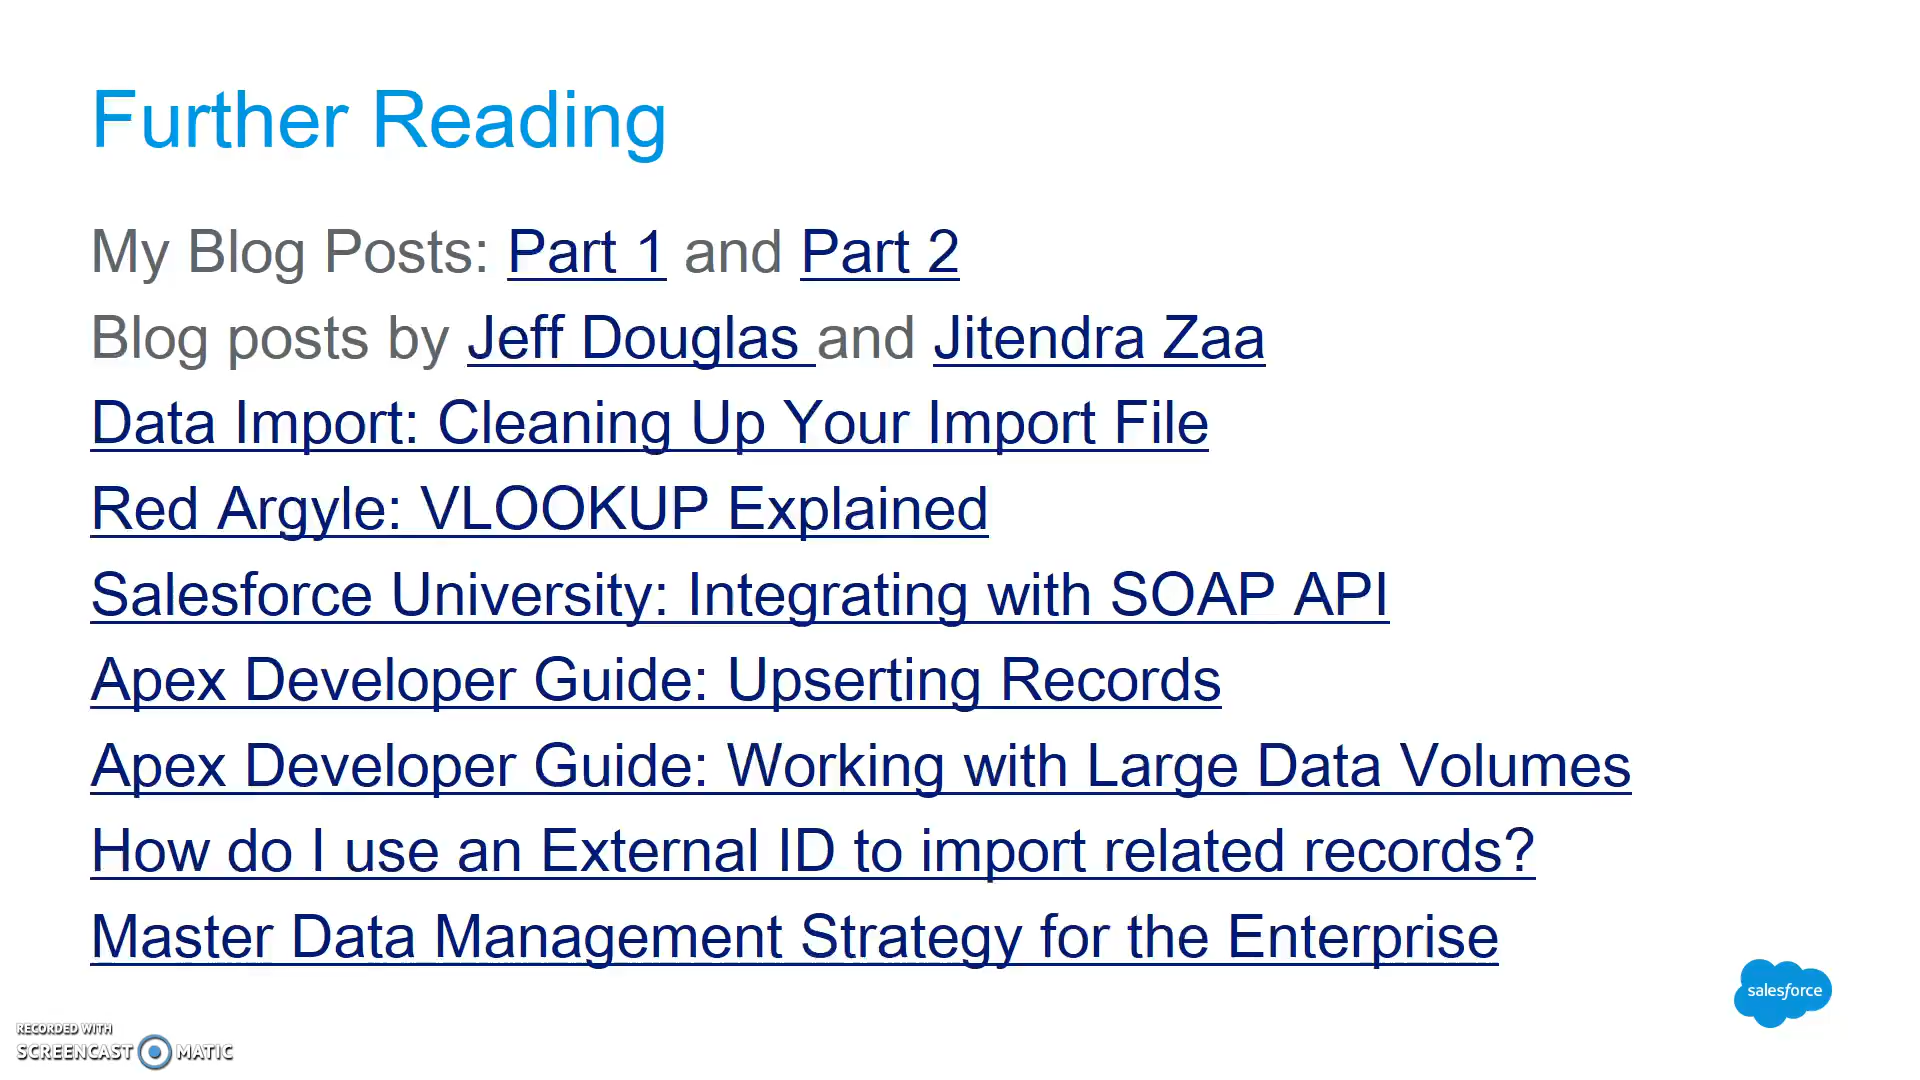 Further Reading
My Blog Posts: Part 1 and Part 2
Blog posts by Jeff Douglas and Jitendra Zaa
Data Import: Cleaning Up Your Import File
Red Argyle: VLOOKUP Explained
Salesforce University: Integrating with SOAP API
Apex Developer Guide: Upserting Records
Apex Developer Guide: Working with Large Data Volumes
How do I use an External ID to import related records?
Master Data Management Strategy for the Enterprise
salesforce
RECORDED WITH
SCREENCAST MATIC